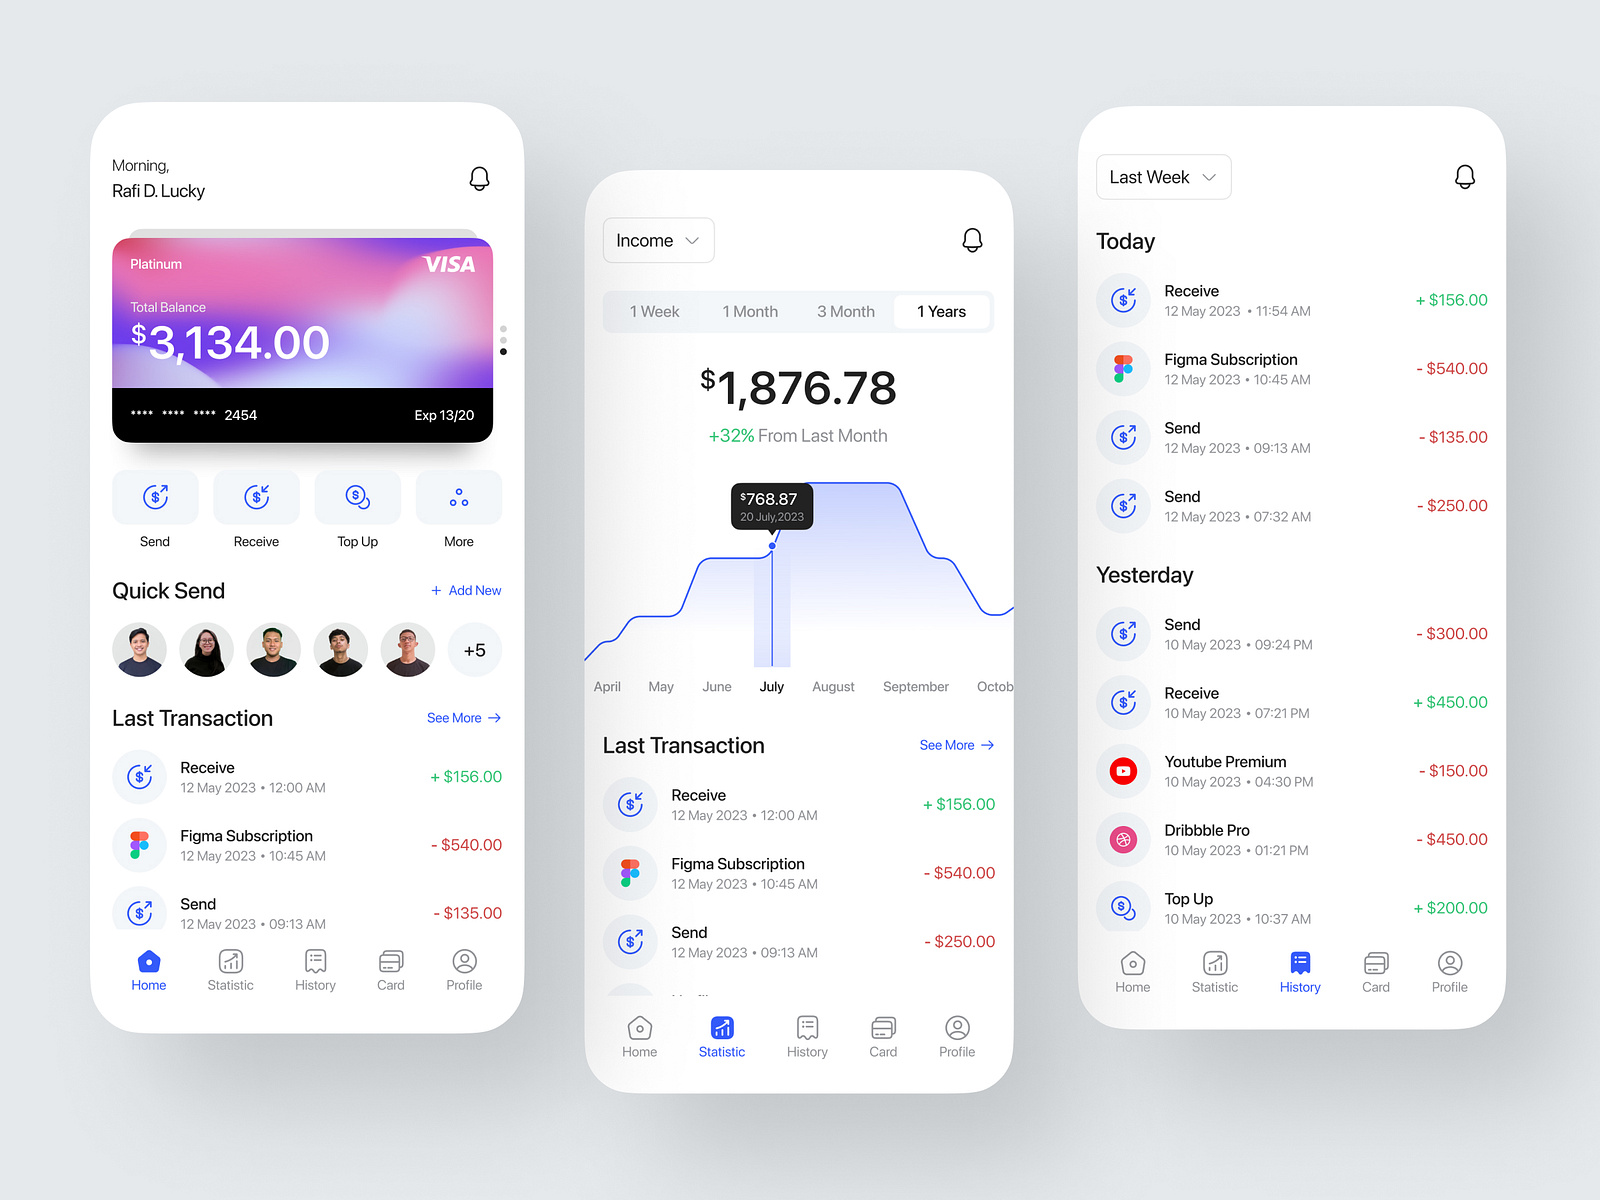 Morning,
Rafi D. Lucky
Platinum
VISA
Total Balance
$3,134.00
**** **** **** 2454
Exp 13/20
Send
Receive
Top Up
More
Quick Send
+ Add New
+5
Last Transaction
See More →
Receive
12 May 2023 • 12:00 AM
+ $156.00
Figma Subscription
12 May 2023 • 10:45 AM
- $540.00
Send
12 May 2023 • 09:13 AM
- $135.00
Home
Statistic
History
Card
Profile
Income
1 Week
1 Month
3 Month
1 Years
$1,876.78
+32% From Last Month
$768.87
20 July,2023
April
May
June
July
August
September
Octob
Last Transaction
See More →
Receive
12 May 2023 • 12:00 AM
+ $156.00
Figma Subscription
12 May 2023 • 10:45 AM
- $540.00
Send
12 May 2023 • 09:13 AM
- $250.00
Home
Statistic
History
Card
Profile
Last Week
Today
Receive
12 May 2023 • 11:54 AM
+ $156.00
Figma Subscription
12 May 2023 • 10:45 AM
- $540.00
Send
12 May 2023 • 09:13 AM
- $135.00
Send
12 May 2023 • 07:32 AM
- $250.00
Yesterday
Send
10 May 2023 • 09:24 PM
- $300.00
Receive
10 May 2023 • 07:21 PM
+ $450.00
Youtube Premium
10 May 2023 • 04:30 PM
- $150.00
Dribbble Pro
10 May 2023 • 01:21 PM
- $450.00
Top Up
10 May 2023 • 10:37 AM
+ $200.00
Home
Statistic
History
Card
Profile